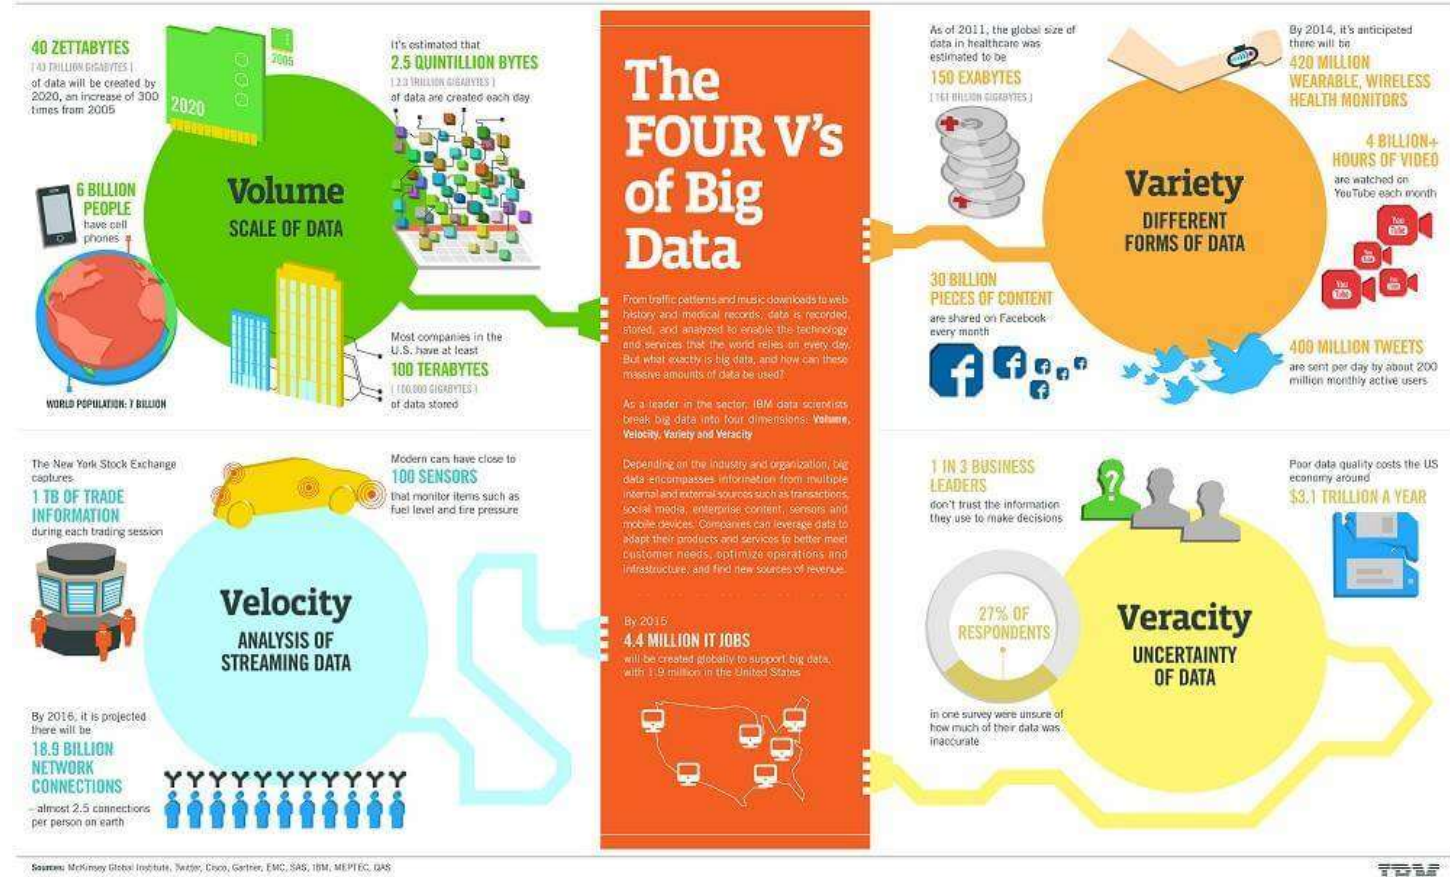 40 ZETTABYTES
[ 43 TRILLION GIGABYTES ]
of data will be created by
2020, an increase of 300
times from 2005
2020
2005
It's estimated that
2.5 QUINTILLION BYTES
[ 2.3 TRILLION GIGABYTES ]
of data are created each day
6 BILLION
PEOPLE
have cell
phones
Volume
SCALE OF DATA
WORLD POPULATION: 7 BILLION
Most companies in the
U.S. have at least
100 TERABYTES
[ 100,000 GIGABYTES ]
of data stored
The New York Stock Exchange
captures
1 TB OF TRADE
INFORMATION
during each trading session
Modern cars have close to
100 SENSORS
that monitor items such as
fuel level and tire pressure
Velocity
ANALYSIS OF
STREAMING DATA
By 2016, it is projected
there will be
18.9 BILLION
NETWORK
CONNECTIONS
– almost 2.5 connections
per person on earth
The
FOUR V's
of Big
Data
From traffic patterns and music downloads to web
history and medical records, data is recorded,
stored, and analyzed to enable the technology
and services that the world relies on every day.
But what exactly is big data, and how can these
massive amounts of data be used?
As a leader in the sector, IBM data scientists
break big data into four dimensions: Volume,
Velocity, Variety and Veracity
Depending on the industry and organization, big
data encompasses information from multiple
internal and external sources such as transactions,
social media, enterprise content, sensors and
mobile devices. Companies can leverage data to
adapt their products and services to better meet
customer needs, optimize operations and
infrastructure, and find new sources of revenue.
By 2015
4.4 MILLION IT JOBS
will be created globally to support big data,
with 1.9 million in the United States
As of 2011, the global size of
data in healthcare was
estimated to be
150 EXABYTES
[ 161 BILLION GIGABYTES ]
By 2014, it's anticipated
there will be
420 MILLION
WEARABLE, WIRELESS
HEALTH MONITORS
4 BILLION+
HOURS OF VIDEO
are watched on
YouTube each month
You
Tube
You
Tube
Variety
DIFFERENT
FORMS OF DATA
30 BILLION
PIECES OF CONTENT
are shared on Facebook
every month
400 MILLION TWEETS
are sent per day by about 200
million monthly active users
1 IN 3 BUSINESS
LEADERS
don't trust the information
they use to make decisions
?
Poor data quality costs the US
economy around
$3.1 TRILLION A YEAR
27% OF
RESPONDENTS
in one survey were unsure of
how much of their data was
inaccurate
Veracity
UNCERTAINTY
OF DATA
Sources: McKinsey Global Institute, Twitter, Cisco, Gartner, EMC, SAS, IBM, MEPTEC, QAS
IBM